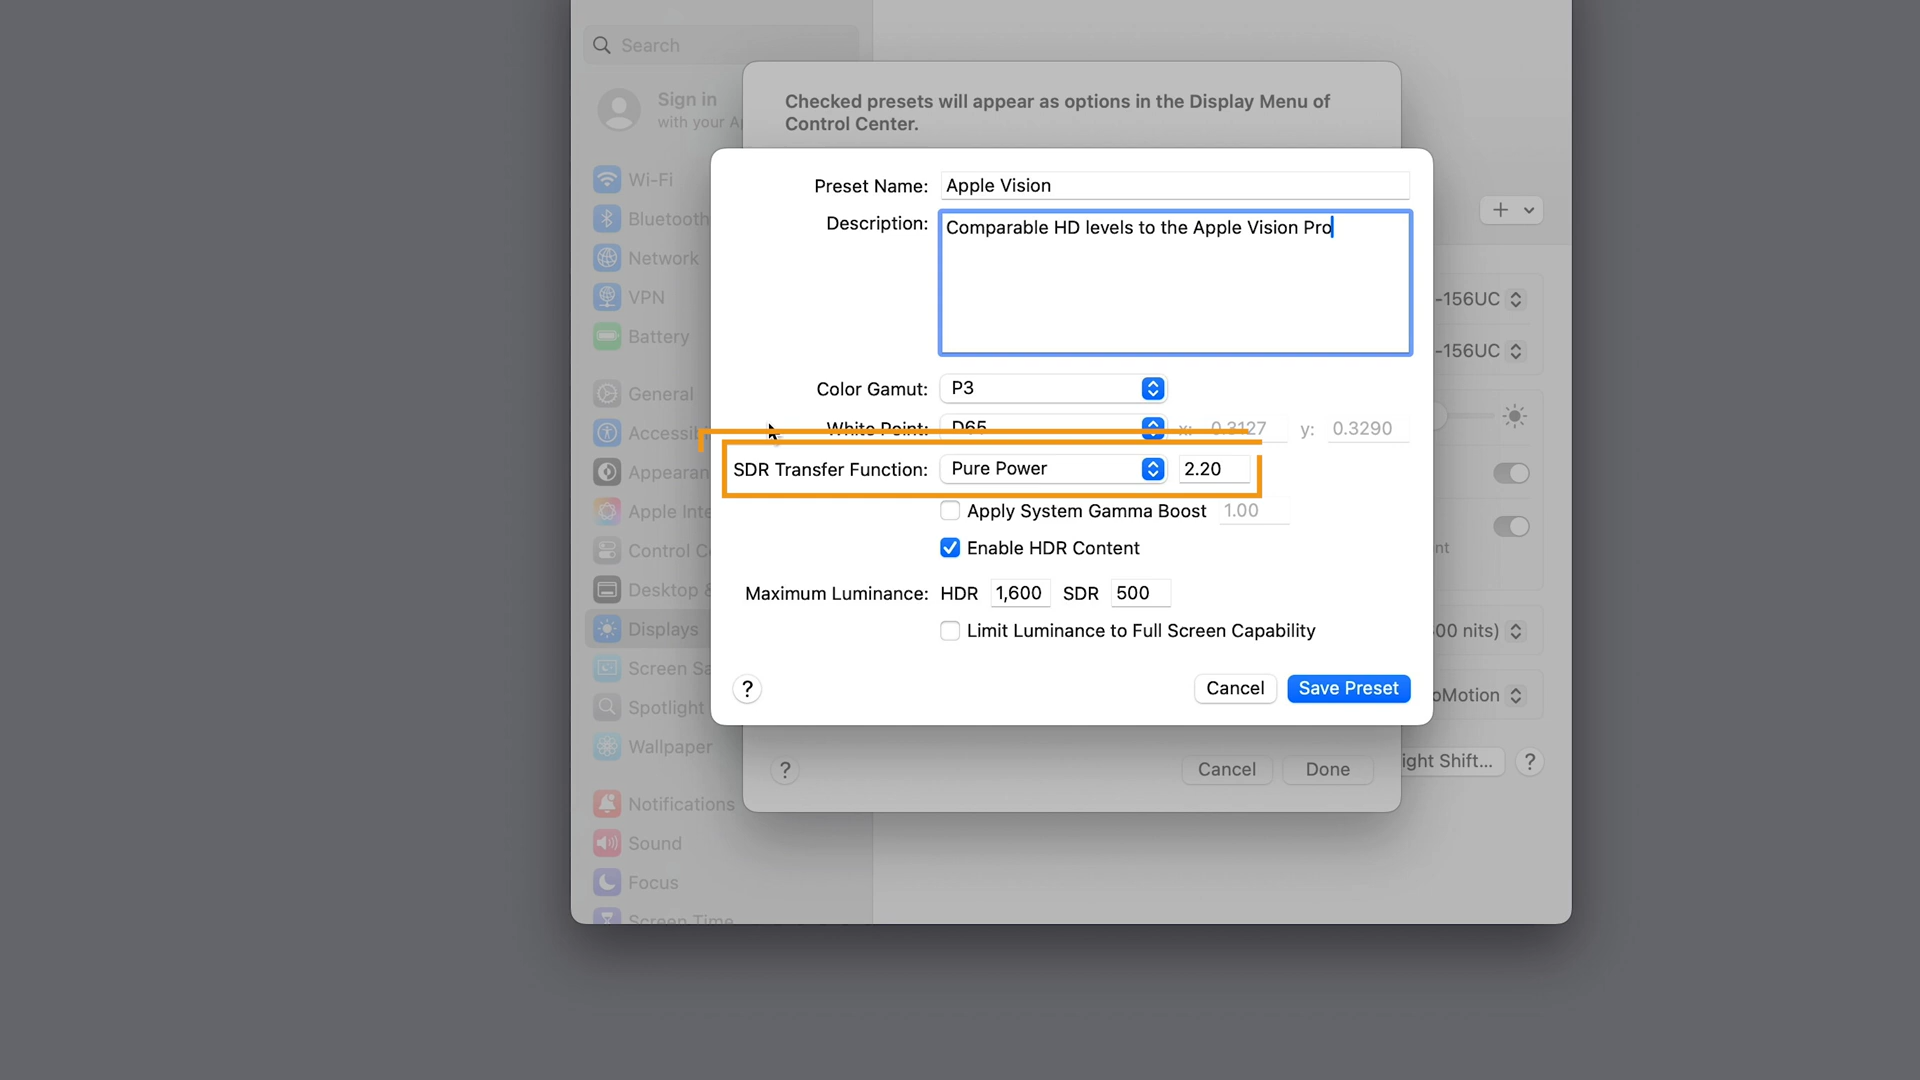 Search
Sign in
with your A
Checked presets will appear as options in the Display Menu of
Control Center.
Preset Name: Apple Vision
Description: Comparable HD levels to the Apple Vision Pro
Color Gamut: P3
White Point: D65 x: 0.3127 y: 0.3290
SDR Transfer Function: Pure Power 2.20
Apply System Gamma Boost 1.00
Enable HDR Content
Maximum Luminance: HDR 1,600 SDR 500
Limit Luminance to Full Screen Capability
? Cancel Save Preset
? Cancel Done
Wi-Fi
Bluetooth
Network
VPN
Battery
General
Accessib
Appearan
Apple Inte
Control C
Desktop &
Displays
Screen Sa
Spotlight
Wallpaper
Notifications
Sound
Focus
Screen Time
-156UC
-156UC
nt
00 nits)
oMotion
ight Shift... ?